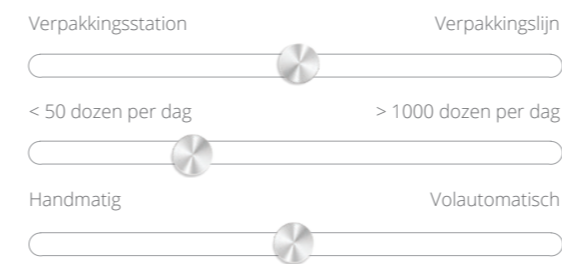 Verpakkingsstation Verpakkingslijn
< 50 dozen per dag > 1000 dozen per dag
Handmatig Volautomatisch